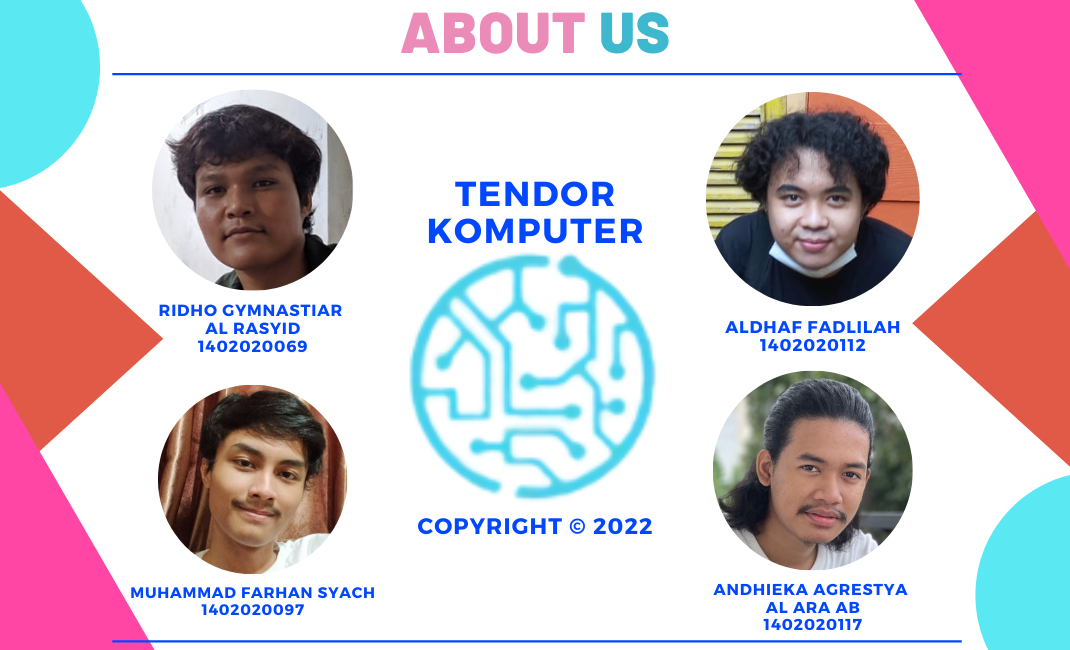 ABOUT US
RIDHO GYMNASTIAR
AL RASYID
1402020069
TENDOR
KOMPUTER
ALDHAF FADLILAH
1402020112
MUHAMMAD FARHAN SYACH
1402020097
COPYRIGHT © 2022
ANDHIEKA AGRESTYA
AL ARA AB
1402020117